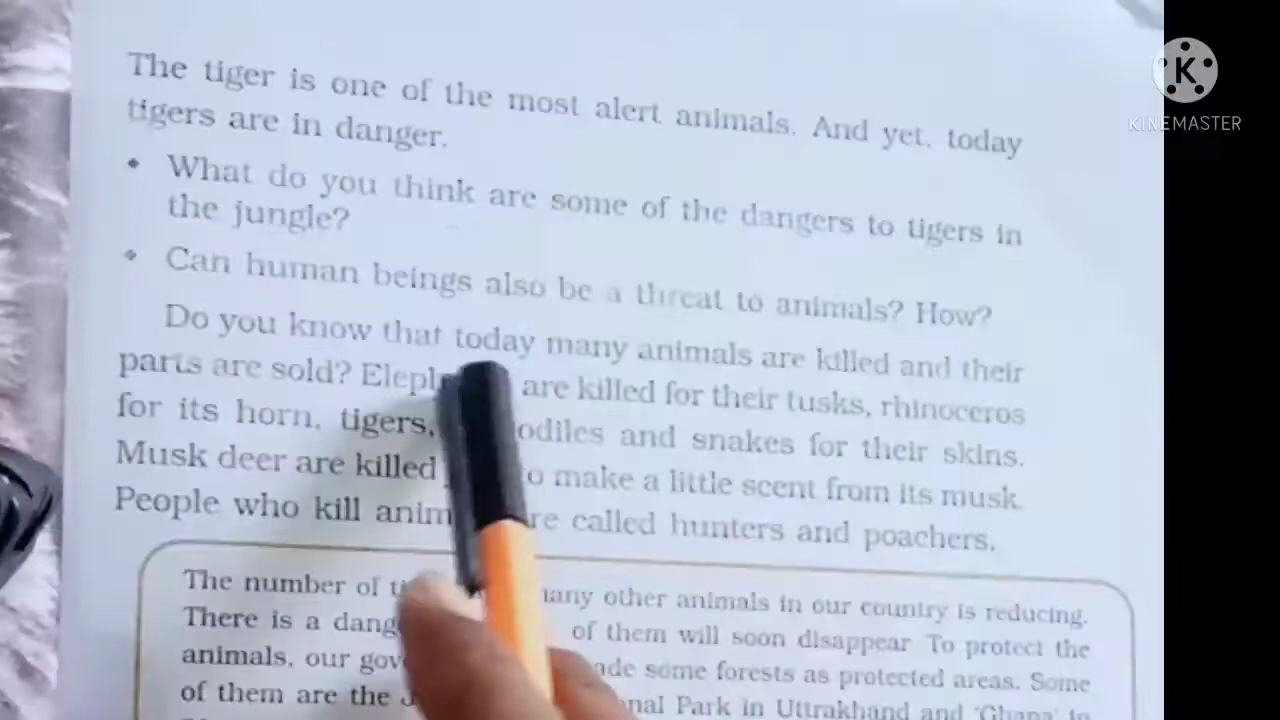 The tiger is one of the most alert animals. And yet, today
tigers are in danger.
• What do you think are some of the dangers to tigers in
the jungle?
• Can human beings also be a threat to animals? How?
Do you know that today many animals are killed and their
parts are sold? are killed for their tusks, rhinoceros
for its horn, tigers, and snakes for their skins.
Musk deer are killed to make a little scent from its musk.
People who kill are called hunters and poachers.
The number of many other animals in our country is reducing.
There is a of them will soon disappear To protect the
animals, our some forests as protected areas. Some
of them are the Park in Uttrakhand and 'Ghana' in
K
KINEMASTER